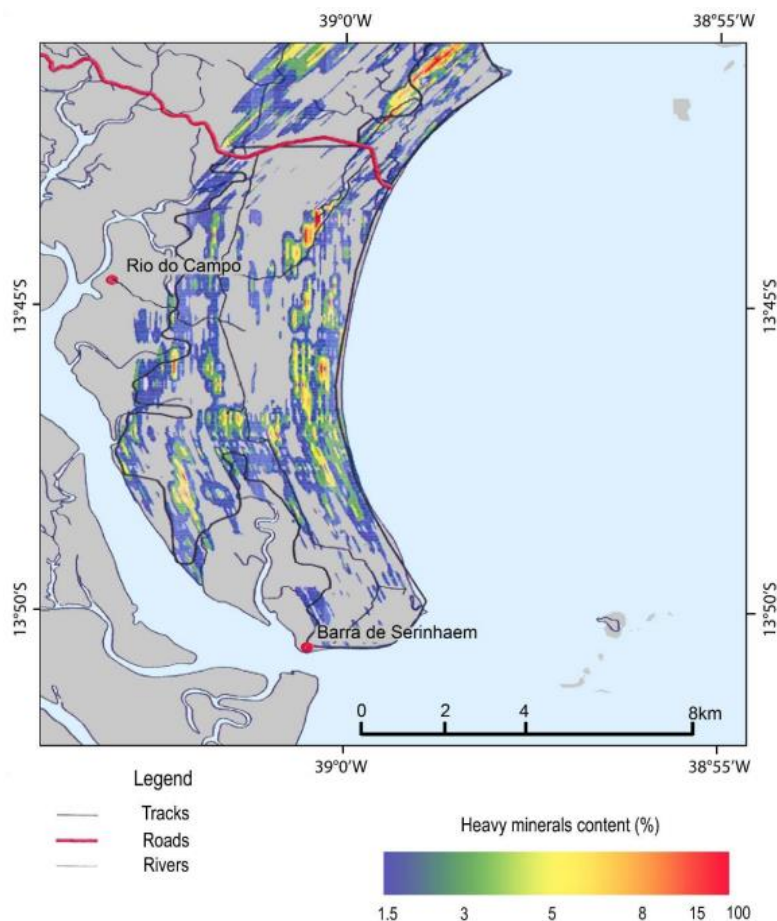 39°0'W 38°55'W
Rio do Campo
13°45'S 13°45'S
13°50'S 13°50'S
Barra de Serinhaem
0 2 4 8km
39°0'W 38°55'W
Legend
Tracks
Roads
Rivers
Heavy minerals content (%)
1.5 3 5 8 15 100